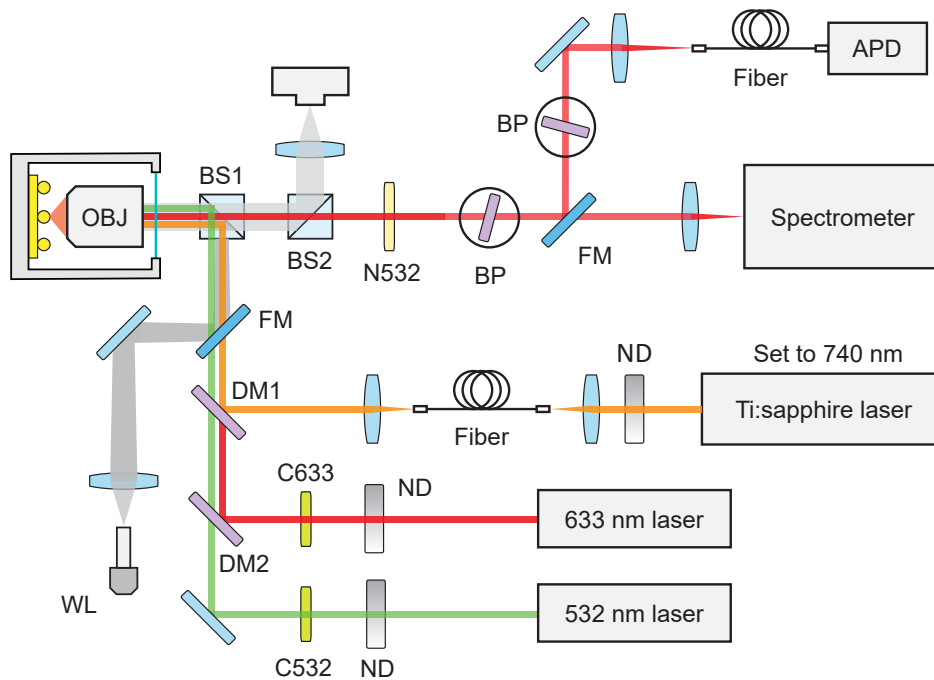 APD
Fiber
BP
BS1
OBJ
Spectrometer
BS2
N532
BP
FM
FM
ND
Set to 740 nm
DM1
Ti:sapphire laser
Fiber
C633
ND
633 nm laser
DM2
WL
532 nm laser
C532
ND